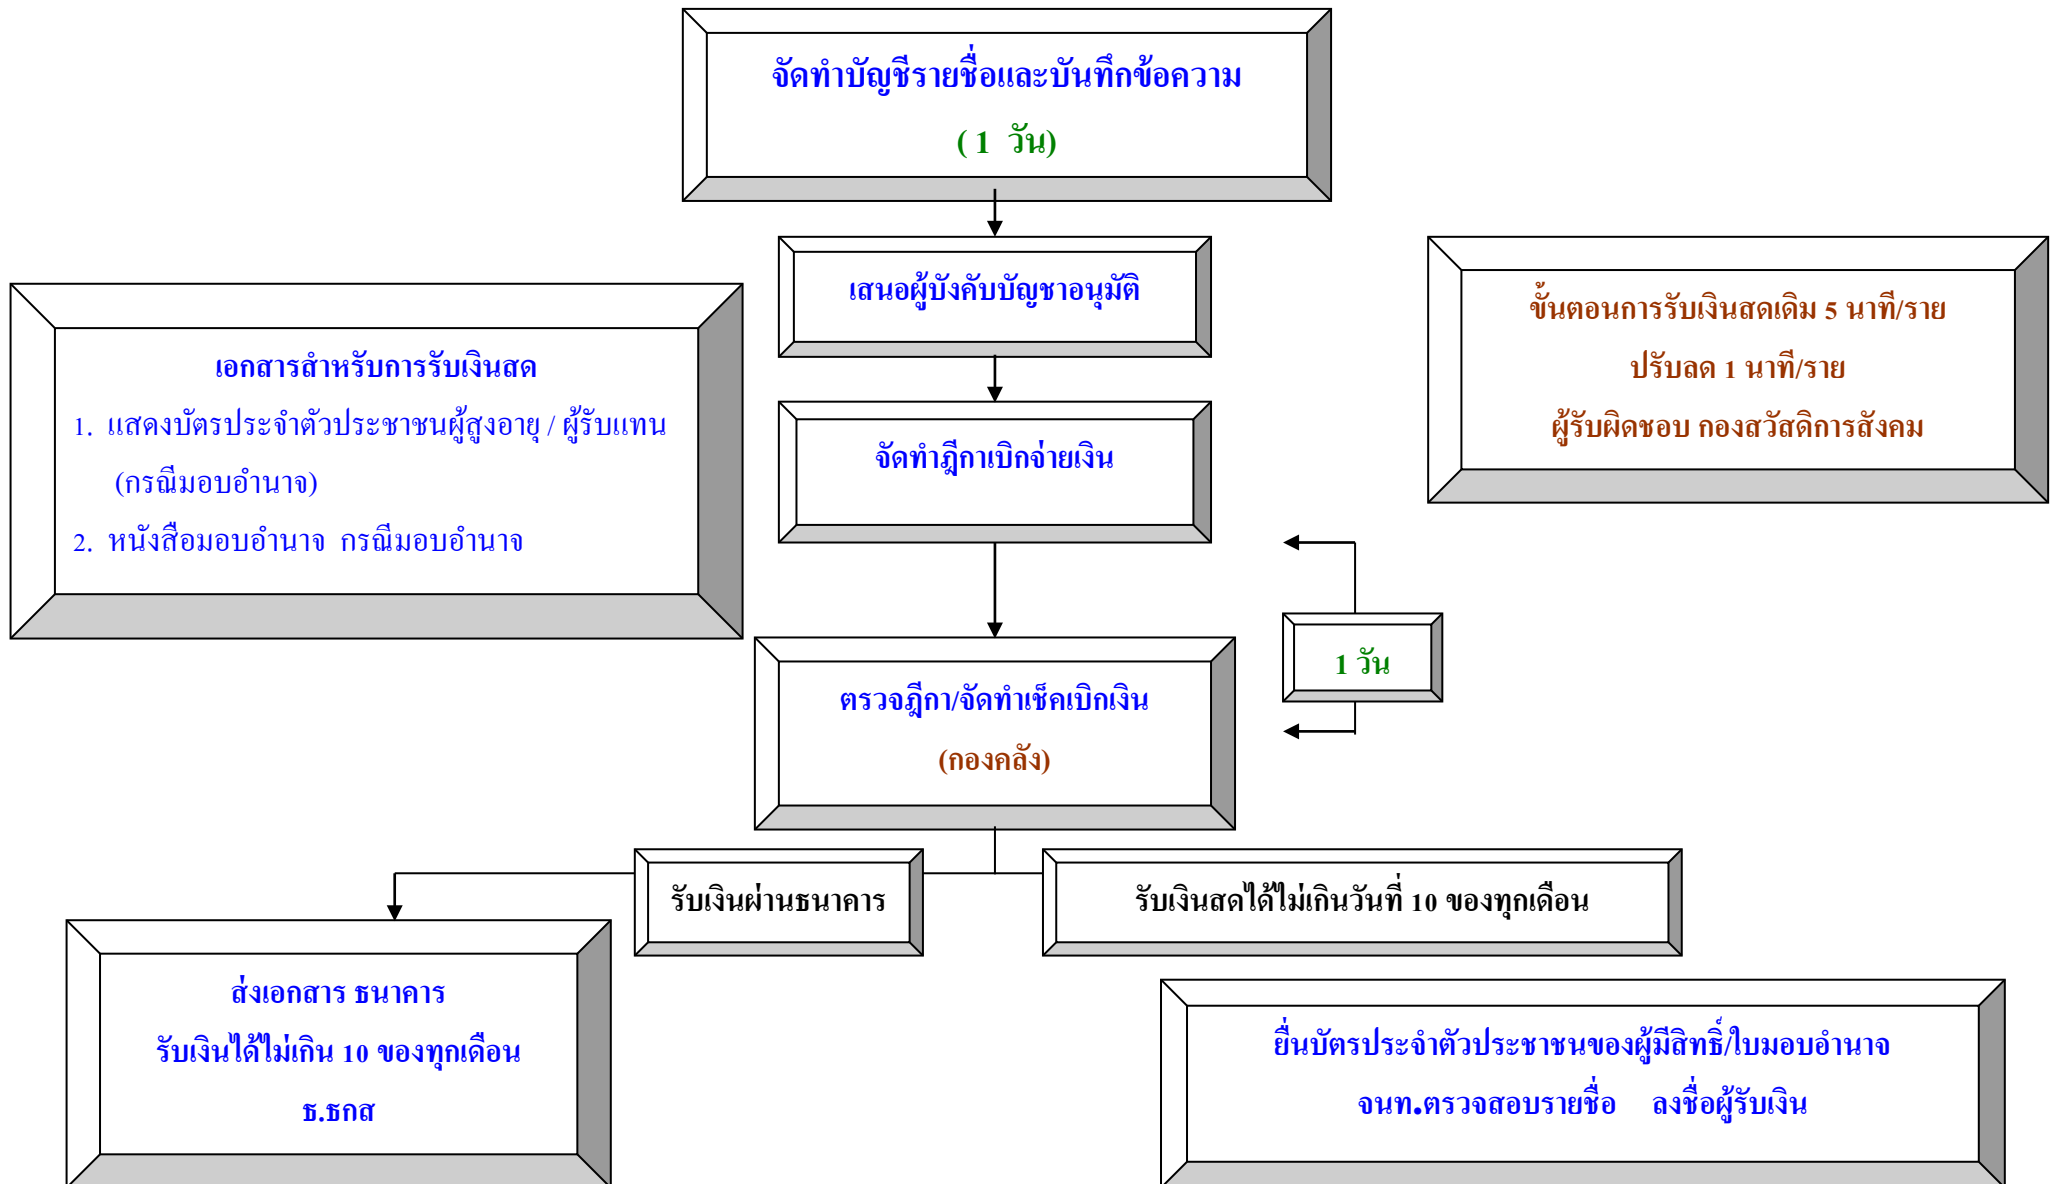 จัดทำบัญชีรายชื่อและบันทึกข้อความ
( 1 วัน)
เสนอผู้บังคับบัญชาอนุมัติ
ขั้นตอนการรับเงินสดเดิม 5 นาที/ราย
ปรับลด 1 นาที/ราย
ผู้รับผิดชอบ กองสวัสดิการสังคม
เอกสารสำหรับการรับเงินสด
1. แสดงบัตรประจำตัวประชาชนผู้สูงอายุ / ผู้รับแทน
(กรณีมอบอำนาจ)
2. หนังสือมอบอำนาจ กรณีมอบอำนาจ
จัดทำฎีกาเบิกจ่ายเงิน
1 วัน
ตรวจฎีกา/จัดทำเช็คเบิกเงิน
(กองคลัง)
รับเงินผ่านธนาคาร
รับเงินสดได้ไม่เกินวันที่ 10 ของทุกเดือน
ส่งเอกสาร ธนาคาร
รับเงินได้ไม่เกิน 10 ของทุกเดือน
ธ.ธกส
ยื่นบัตรประจำตัวประชาชนของผู้มีสิทธิ์/ใบมอบอำนาจ
จนท.ตรวจสอบรายชื่อ ลงชื่อผู้รับเงิน